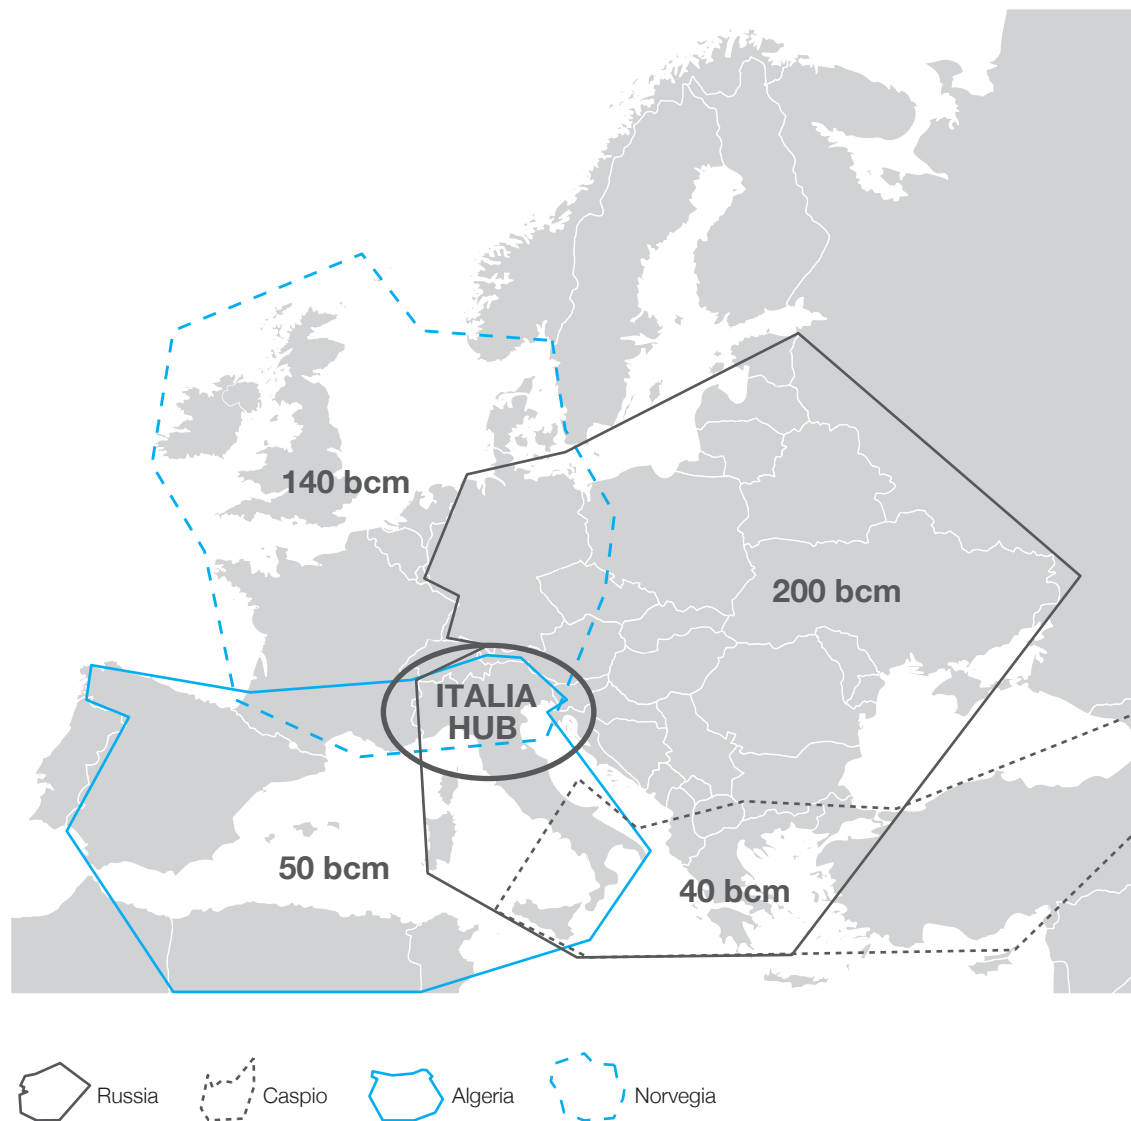 140 bcm
200 bcm
ITALIA
HUB
50 bcm
40 bcm
Russia
Caspio
Algeria
Norvegia